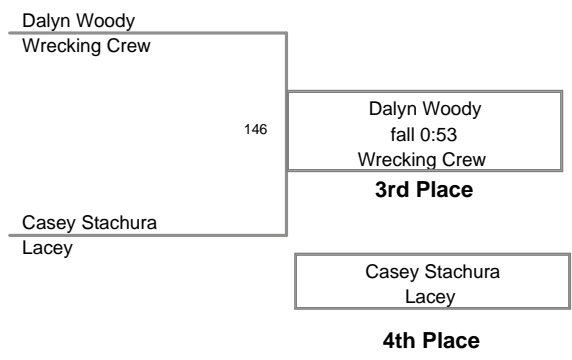 Dalyn Woody
Wrecking Crew
146
Dalyn Woody
fall 0:53
Wrecking Crew
3rd Place
Casey Stachura
Lacey
Casey Stachura
Lacey
4th Place